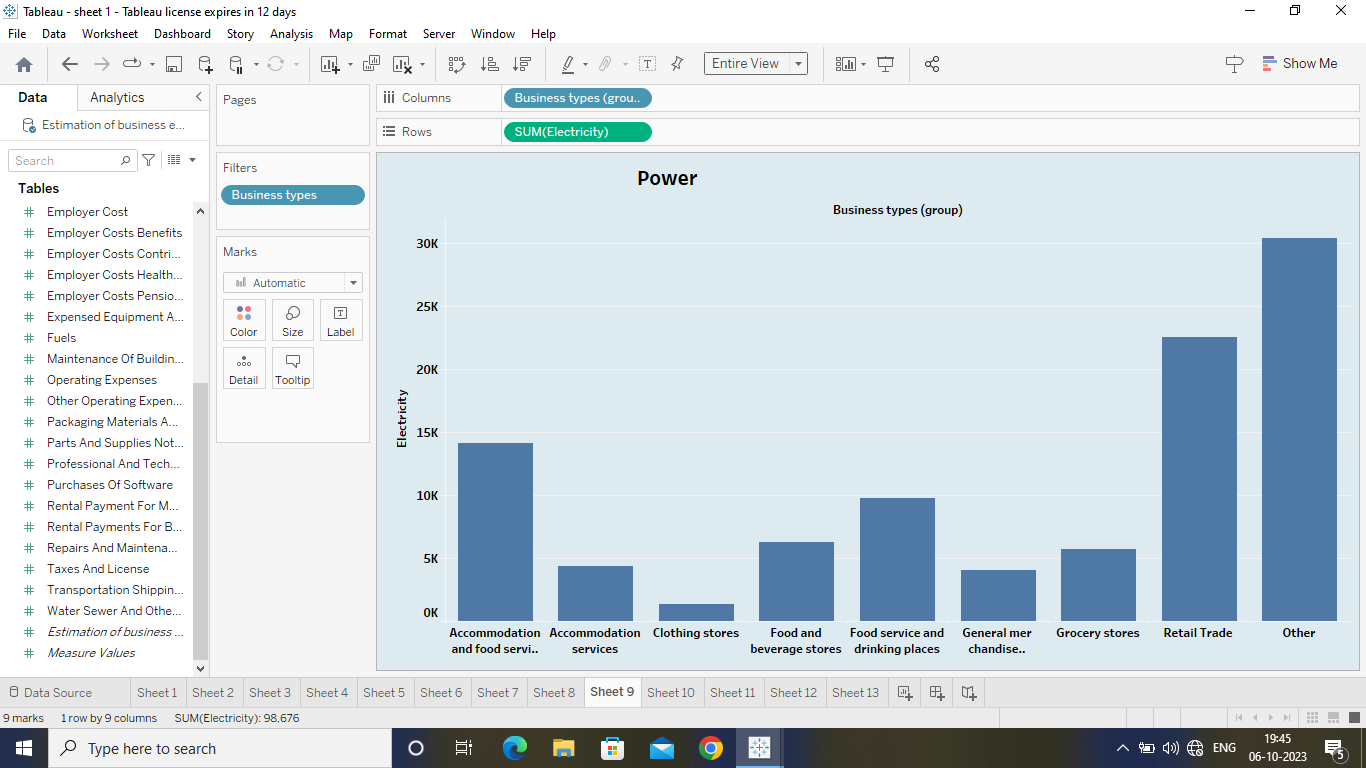 Tableau - sheet 1 - Tableau license expires in 12 days
File Data Worksheet Dashboard Story Analysis Map Format Server Window Help
Entire View
Show Me
Data Analytics
Estimation of business e...
Search
Tables
Employer Cost
Employer Costs Benefits
Employer Costs Contri...
Employer Costs Health...
Employer Costs Pensio...
Expensed Equipment A...
Fuels
Maintenance Of Buildin...
Operating Expenses
Other Operating Expen...
Packaging Materials A...
Parts And Supplies Not...
Professional And Tech...
Purchases Of Software
Rental Payment For M...
Rental Payments For B...
Repairs And Maintena...
Taxes And License
Transportation Shippin...
Water Sewer And Othe...
Estimation of business ...
Measure Values
Pages
Filters
Business types
Marks
Automatic
Color Size Label
Detail Tooltip
Columns Business types (grou..
Rows SUM(Electricity)
Power
Business types (group)
Electricity
30K
25K
20K
15K
10K
5K
0K
Accommodation and food servi..
Accommodation services
Clothing stores
Food and beverage stores
Food service and drinking places
General mer chandise..
Grocery stores
Retail Trade
Other
Data Source Sheet 1 Sheet 2 Sheet 3 Sheet 4 Sheet 5 Sheet 6 Sheet 7 Sheet 8 Sheet 9 Sheet 10 Sheet 11 Sheet 12 Sheet 13
9 marks 1 row by 9 columns SUM(Electricity): 98,676
Type here to search
ENG
19:45
06-10-2023
5